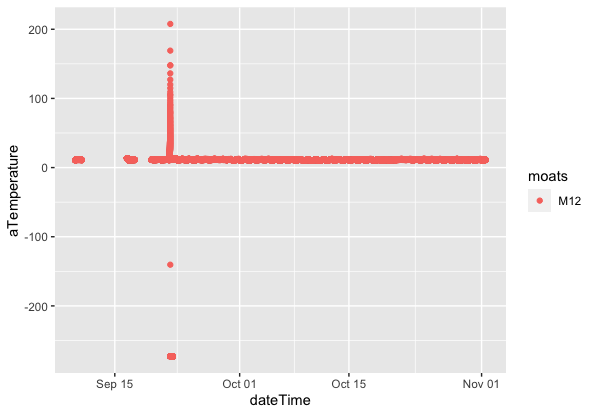 200
100
0
-100
-200
aTemperature
Sep 15
Oct 01
Oct 15
Nov 01
dateTime
moats
M12